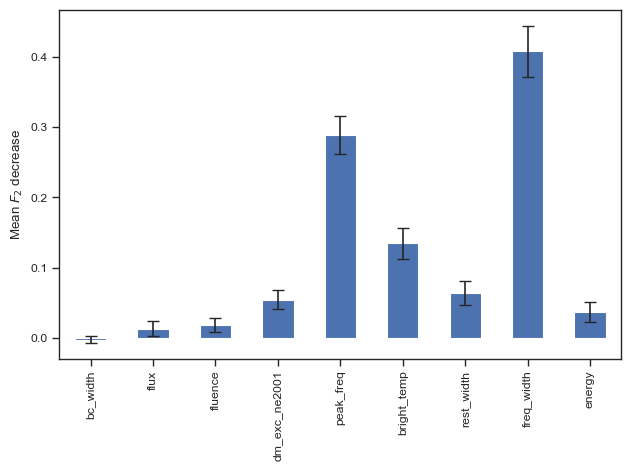 Mean F₂ decrease
0.4
0.3
0.2
0.1
0.0
bc_width
flux
fluence
dm_exc_ne2001
peak_freq
bright_temp
rest_width
freq_width
energy